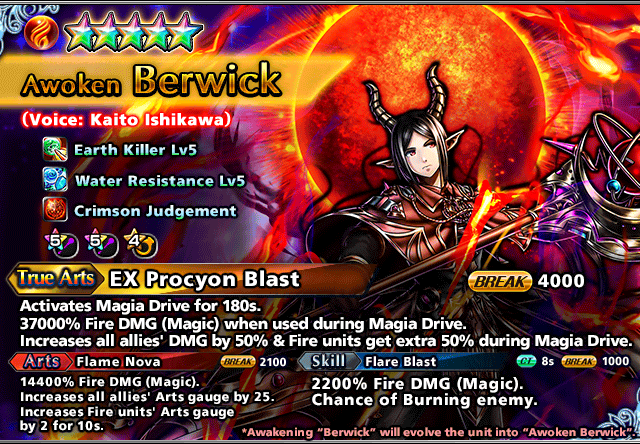 Awoken Berwick
(Voice: Kaito Ishikawa)
Earth Killer Lv5
Water Resistance Lv5
Crimson Judgement
5 5 4
True Arts EX Procyon Blast BREAK 4000
Activates Magia Drive for 180s.
37000% Fire DMG (Magic) when used during Magia Drive.
Increases all allies' DMG by 50% & Fire units get extra 50% during Magia Drive.
Arts Flame Nova BREAK 2100
14400% Fire DMG (Magic).
Increases all allies' Arts gauge by 25.
Increases Fire units' Arts gauge
by 2 for 10s.
Skill Flare Blast CT 8s BREAK 1000
2200% Fire DMG (Magic).
Chance of Burning enemy.
*Awakening "Berwick" will evolve the unit into "Awoken Berwick".